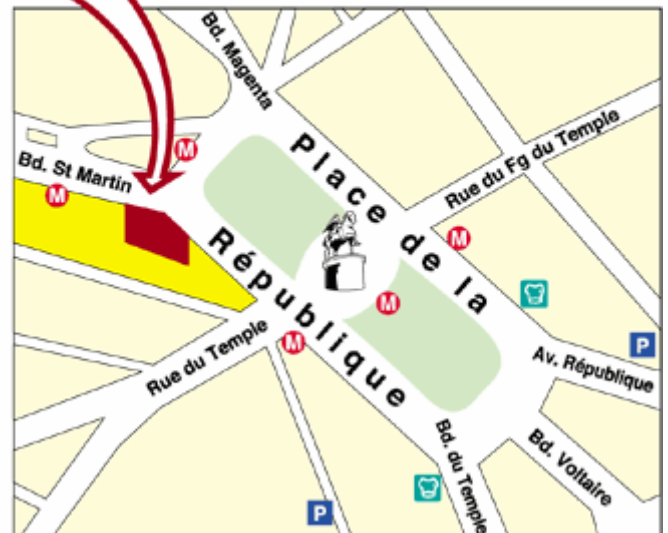 Bd. Magenta
Place de la
République
Rue du Fg du Temple
M
Bd. St Martin
M
M
M
M
Rue du Temple
P
Av. République
Bd. Voltaire
Bd. du Temple
P